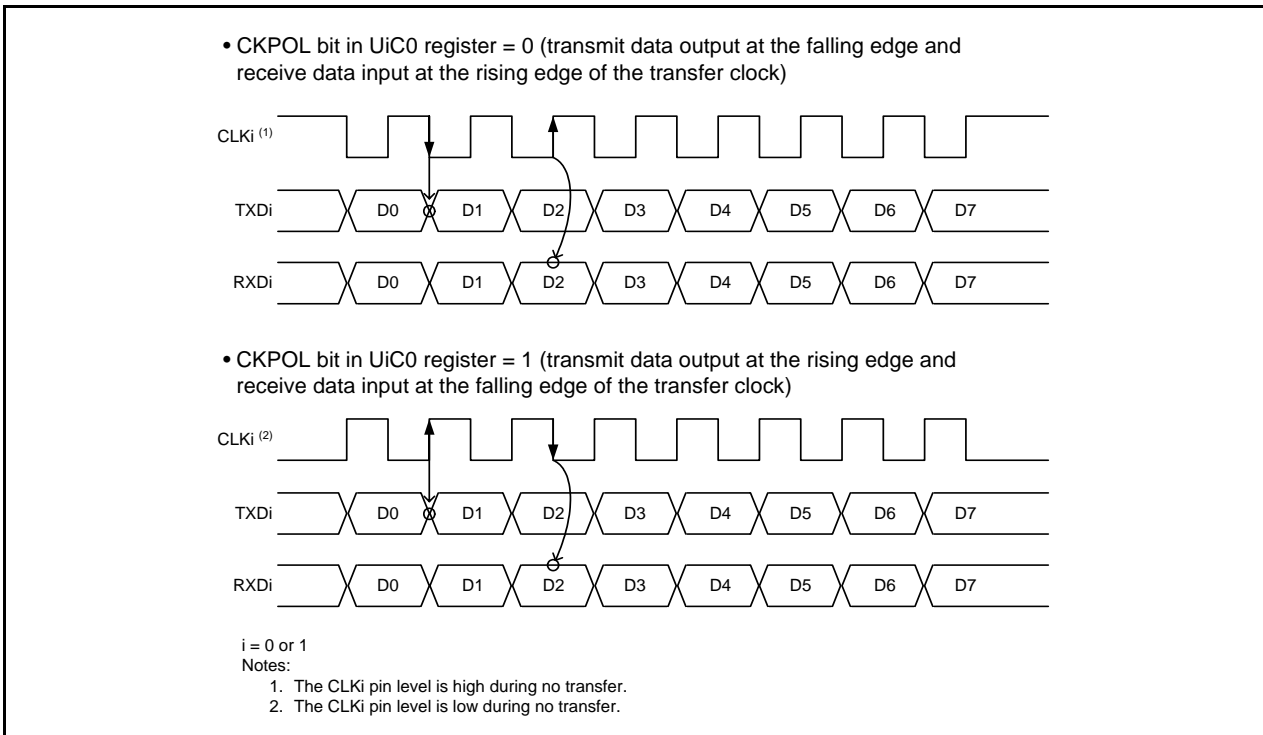 • CKPOL bit in UiC0 register = 0 (transmit data output at the falling edge and
receive data input at the rising edge of the transfer clock)
CLKi (1)
TXDi D0 D1 D2 D3 D4 D5 D6 D7
RXDi D0 D1 D2 D3 D4 D5 D6 D7
• CKPOL bit in UiC0 register = 1 (transmit data output at the rising edge and
receive data input at the falling edge of the transfer clock)
CLKi (2)
TXDi D0 D1 D2 D3 D4 D5 D6 D7
RXDi D0 D1 D2 D3 D4 D5 D6 D7
i = 0 or 1
Notes:
1. The CLKi pin level is high during no transfer.
2. The CLKi pin level is low during no transfer.